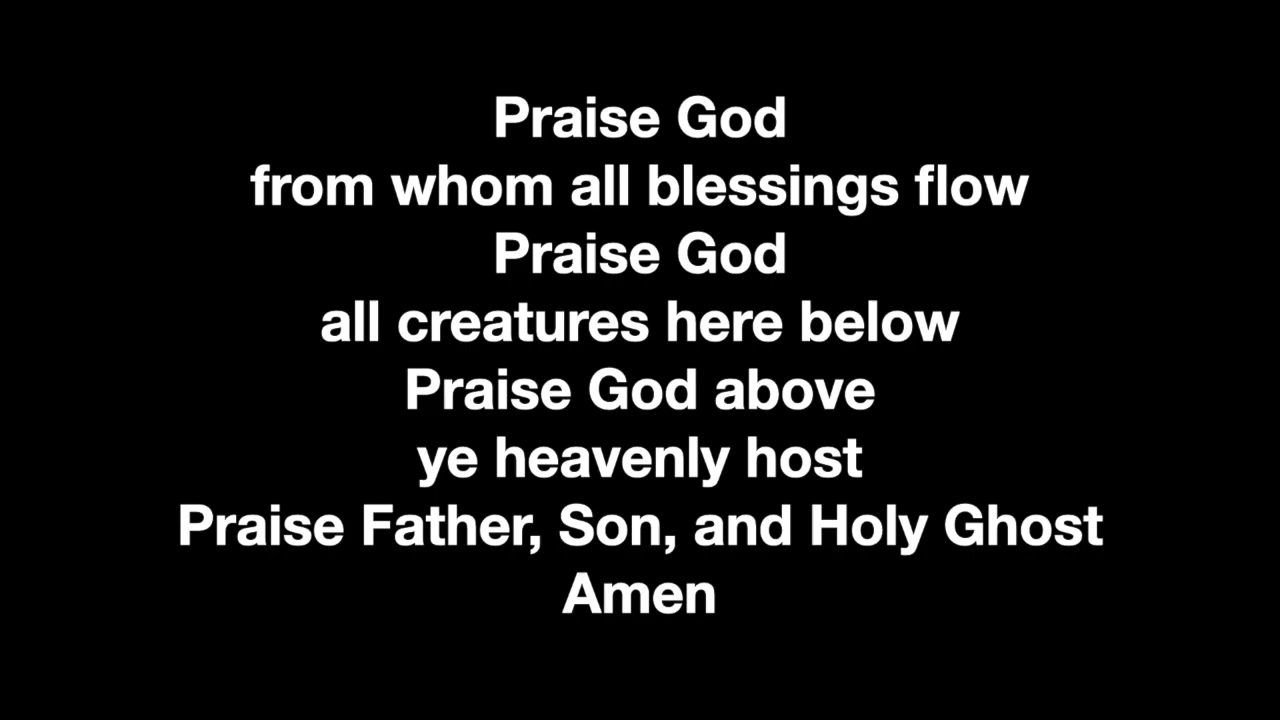 Praise God
from whom all blessings flow
Praise God
all creatures here below
Praise God above
ye heavenly host
Praise Father, Son, and Holy Ghost
Amen